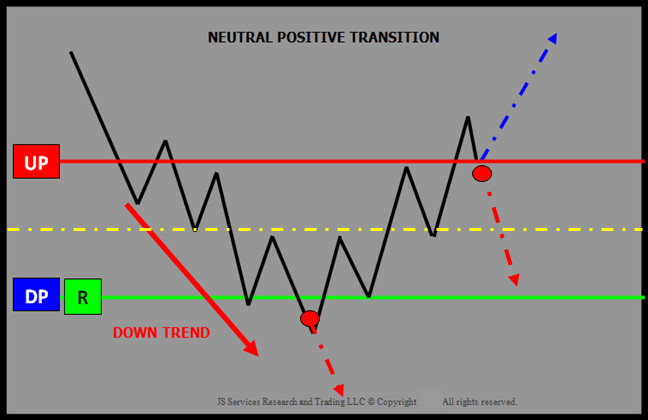 NEUTRAL POSITIVE TRANSITION
UP
DP R
DOWN TREND
JS Services Research and Trading LLC © Copyright All rights reserved.